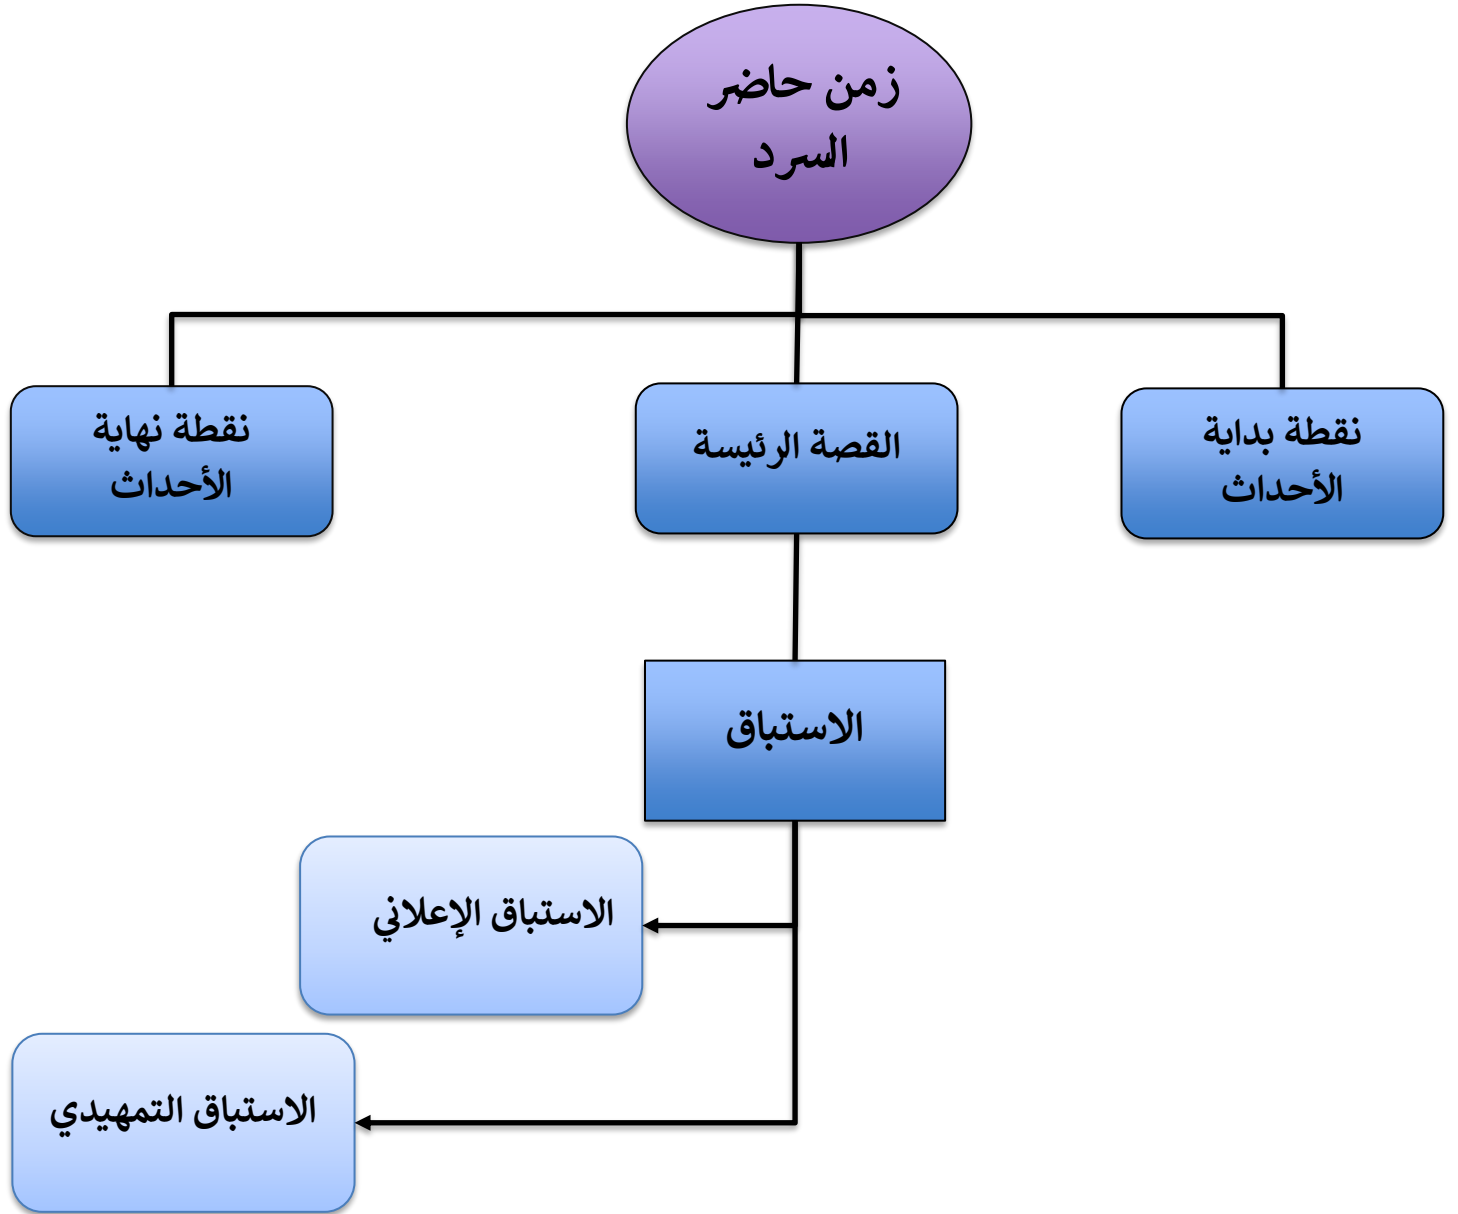 زمن حاضر
السرد
نقطة بداية
الأحداث
القصة الرئيسة
نقطة نهاية
الأحداث
الاستباق
الاستباق الإعلاني
الاستباق التمهيدي